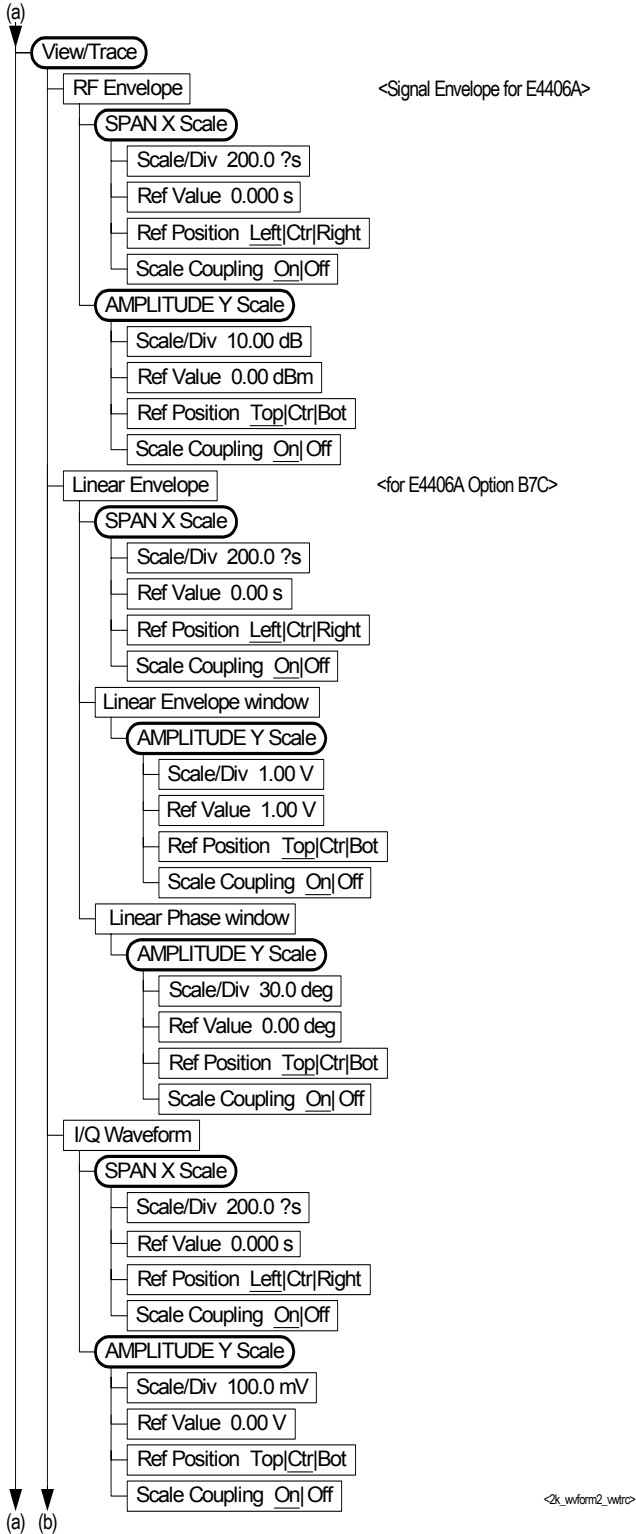 (a)
View/Trace
RF Envelope <Signal Envelope for E4406A>
SPAN X Scale
Scale/Div 200.0 ?s
Ref Value 0.000 s
Ref Position Left|Ctr|Right
Scale Coupling On|Off
AMPLITUDE Y Scale
Scale/Div 10.00 dB
Ref Value 0.00 dBm
Ref Position Top|Ctr|Bot
Scale Coupling On|Off
Linear Envelope <for E4406A Option B7C>
SPAN X Scale
Scale/Div 200.0 ?s
Ref Value 0.00 s
Ref Position Left|Ctr|Right
Scale Coupling On|Off
Linear Envelope window
AMPLITUDE Y Scale
Scale/Div 1.00 V
Ref Value 1.00 V
Ref Position Top|Ctr|Bot
Scale Coupling On|Off
Linear Phase window
AMPLITUDE Y Scale
Scale/Div 30.0 deg
Ref Value 0.00 deg
Ref Position Top|Ctr|Bot
Scale Coupling On|Off
I/Q Waveform
SPAN X Scale
Scale/Div 200.0 ?s
Ref Value 0.000 s
Ref Position Left|Ctr|Right
Scale Coupling On|Off
AMPLITUDE Y Scale
Scale/Div 100.0 mV
Ref Value 0.00 V
Ref Position Top|Ctr|Bot
Scale Coupling On|Off <2k_wvform2_vwtrc>
(a) (b)